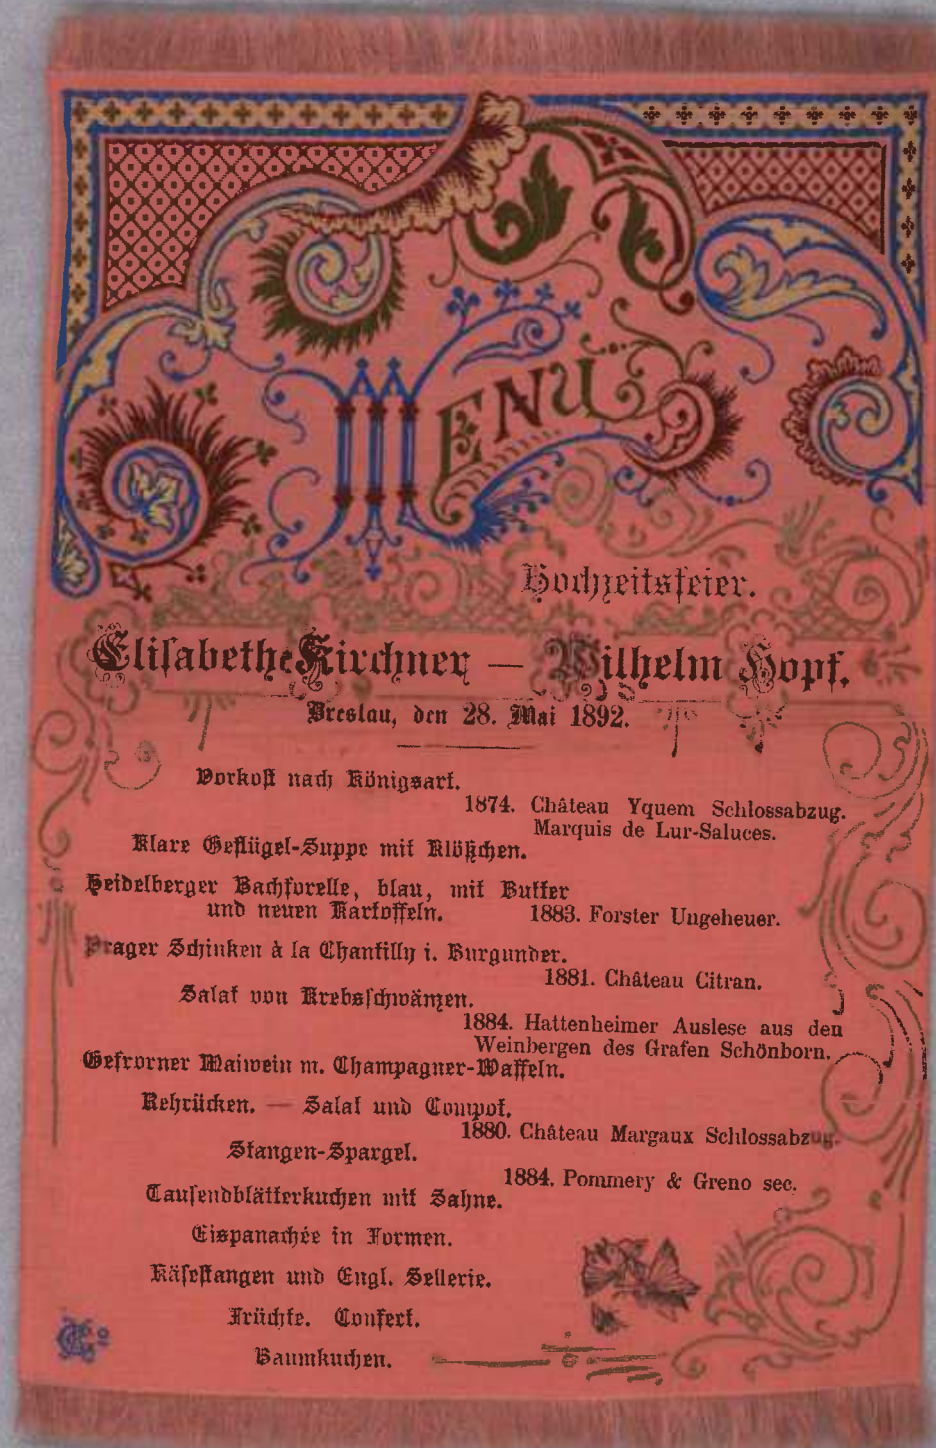 MENU
Hochzeitsfeier.
Elisabethe Kirchner — Wilhelm Hopf.
Breslau, den 28. Mai 1892.
Vorkost nach Königsart.
1874. Château Yquem Schlossabzug.
Marquis de Lur-Saluces.
Klare Geflügel-Suppe mit Klößchen.
Heidelberger Bachforelle, blau, mit Butter
und neuen Kartoffeln.
1883. Forster Ungeheuer.
Prager Schinken à la Chantilly i. Burgunder.
1881. Château Citran.
Salat von Krebsschwänzen.
1884. Hattenheimer Auslese aus den
Weinbergen des Grafen Schönborn.
Gefrorner Maiwein m. Champagner-Waffeln.
Rehrücken. — Salat und Compot.
1880. Château Margaux Schlossabzug.
Stangen-Spargel.
1884. Pommery & Greno sec.
Tausendblätterkuchen mit Sahne.
Eispanachée in Formen.
Käsestangen und Engl. Sellerie.
Früchte. Confect.
Baumkuchen.